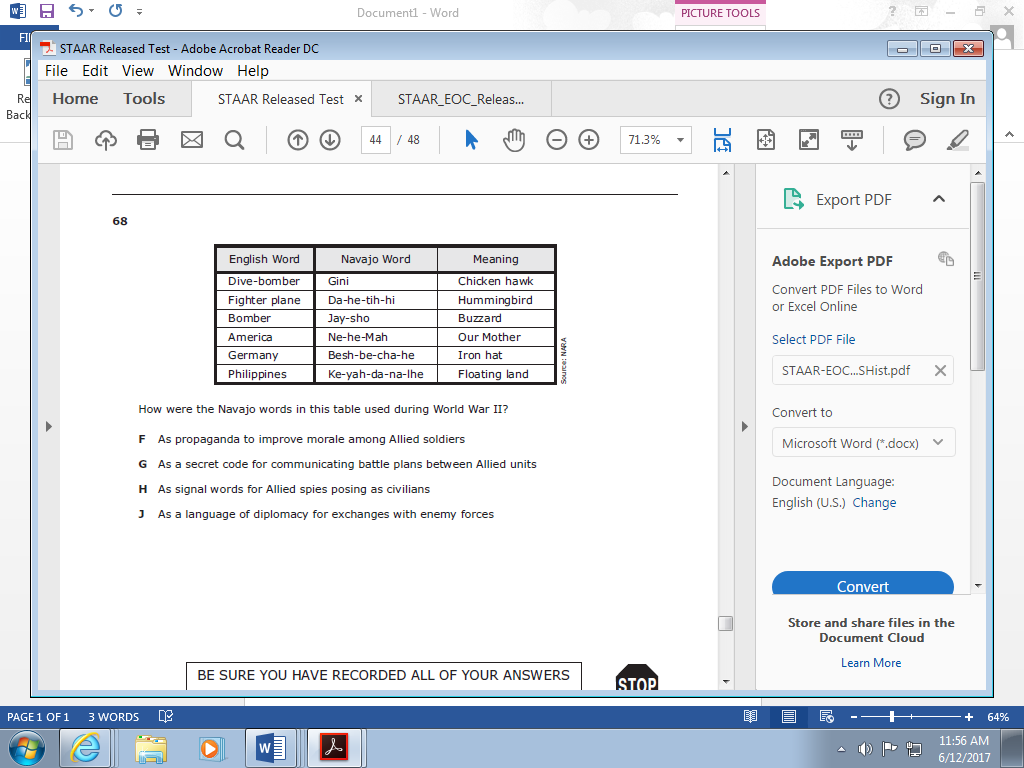 Document1 - Word
PICTURE TOOLS
FI
Re
Back
STAAR Released Test - Adobe Acrobat Reader DC
File Edit View Window Help
Home Tools STAAR Released Test × STAAR_EOC_Releas... Sign In
44 / 48 71.3%
68
English Word Navajo Word Meaning
Dive-bomber Gini Chicken hawk
Fighter plane Da-he-tih-hi Hummingbird
Bomber Jay-sho Buzzard
America Ne-he-Mah Our Mother
Germany Besh-be-cha-he Iron hat
Philippines Ke-yah-da-na-lhe Floating land
Source: NARA
How were the Navajo words in this table used during World War II?
F As propaganda to improve morale among Allied soldiers
G As a secret code for communicating battle plans between Allied units
H As signal words for Allied spies posing as civilians
J As a language of diplomacy for exchanges with enemy forces
BE SURE YOU HAVE RECORDED ALL OF YOUR ANSWERS
STOP
Export PDF
Adobe Export PDF
Convert PDF Files to Word
or Excel Online
Select PDF File
STAAR-EOC...SHist.pdf
Convert to
Microsoft Word (*.docx)
Document Language:
English (U.S.) Change
Convert
Store and share files in the
Document Cloud
Learn More
PAGE 1 OF 1 3 WORDS 64%
11:56 AM
6/12/2017